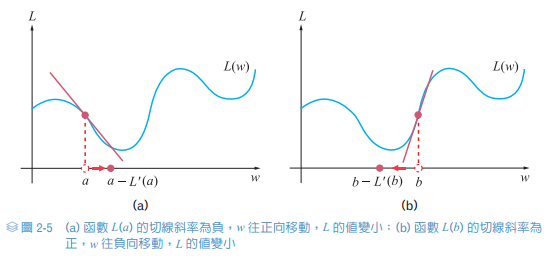 L
L(w)
a
a – L′(a)
w
(a)
L
L(w)
b – L′(b)
b
w
(b)
圖 2-5 (a) 函數 L(a) 的切線斜率為負，w 往正向移動，L 的值變小；(b) 函數 L(b) 的切線斜率為
正，w 往負向移動，L 的值變小